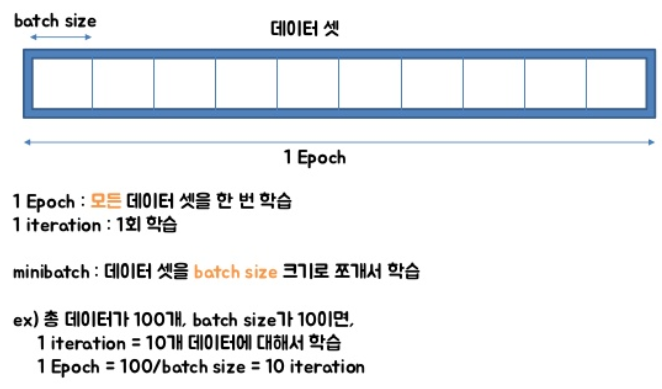 batch size
데이터 셋
1 Epoch
1 Epoch : 모든 데이터 셋을 한 번 학습
1 iteration : 1회 학습
minibatch : 데이터 셋을 batch size 크기로 쪼개서 학습
ex) 총 데이터가 100개, batch size가 10이면,
1 iteration = 10개 데이터에 대해서 학습
1 Epoch = 100/batch size = 10 iteration